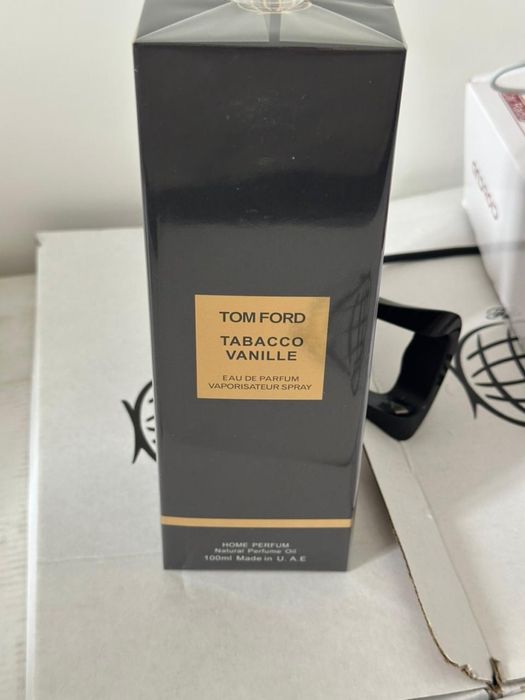 TOM FORD
TABACCO
VANILLE
EAU DE PARFUM
VAPORISATEUR SPRAY
HOME PERFUM
Natural Perfume Oil
100ml Made in U. A.E